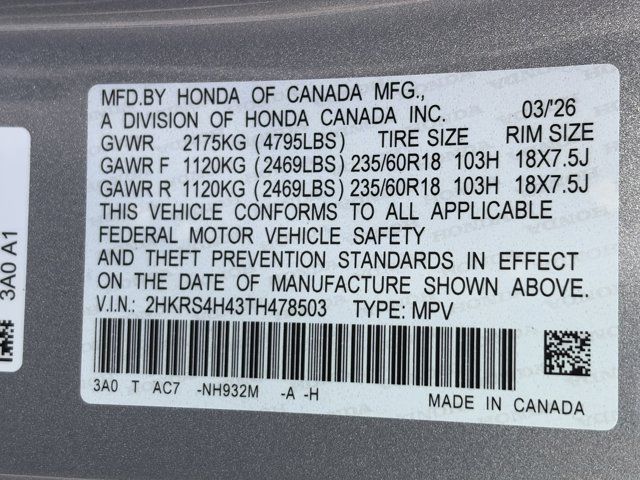 MFD.BY HONDA OF CANADA MFG.,
A DIVISION OF HONDA CANADA INC. 03/'26
GVWR 2175KG (4795LBS) TIRE SIZE RIM SIZE
GAWR F 1120KG (2469LBS) 235/60R18 103H 18X7.5J
GAWR R 1120KG (2469LBS) 235/60R18 103H 18X7.5J
THIS VEHICLE CONFORMS TO ALL APPLICABLE
FEDERAL MOTOR VEHICLE SAFETY
AND THEFT PREVENTION STANDARDS IN EFFECT
ON THE DATE OF MANUFACTURE SHOWN ABOVE.
V.I.N.: 2HKRS4H43TH478503 TYPE: MPV
3A0 T AC7 -NH932M -A -H
MADE IN CANADA
3A0 A1